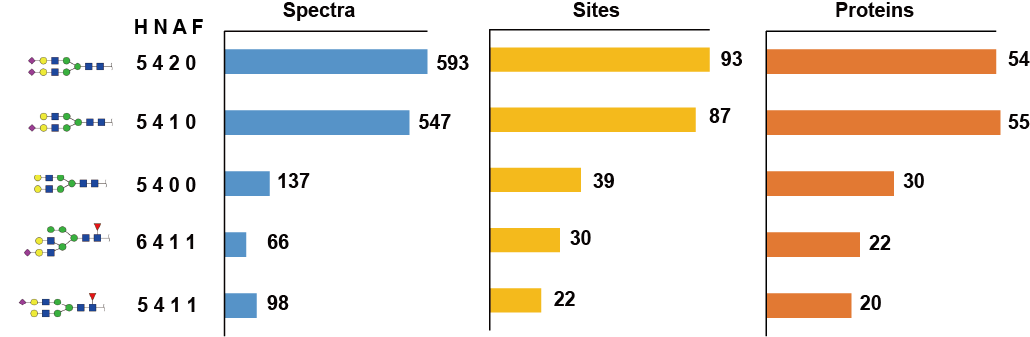 Spectra Sites Proteins
H N A F
5 4 2 0 593 93 54
5 4 1 0 547 87 55
5 4 0 0 137 39 30
6 4 1 1 66 30 22
5 4 1 1 98 22 20